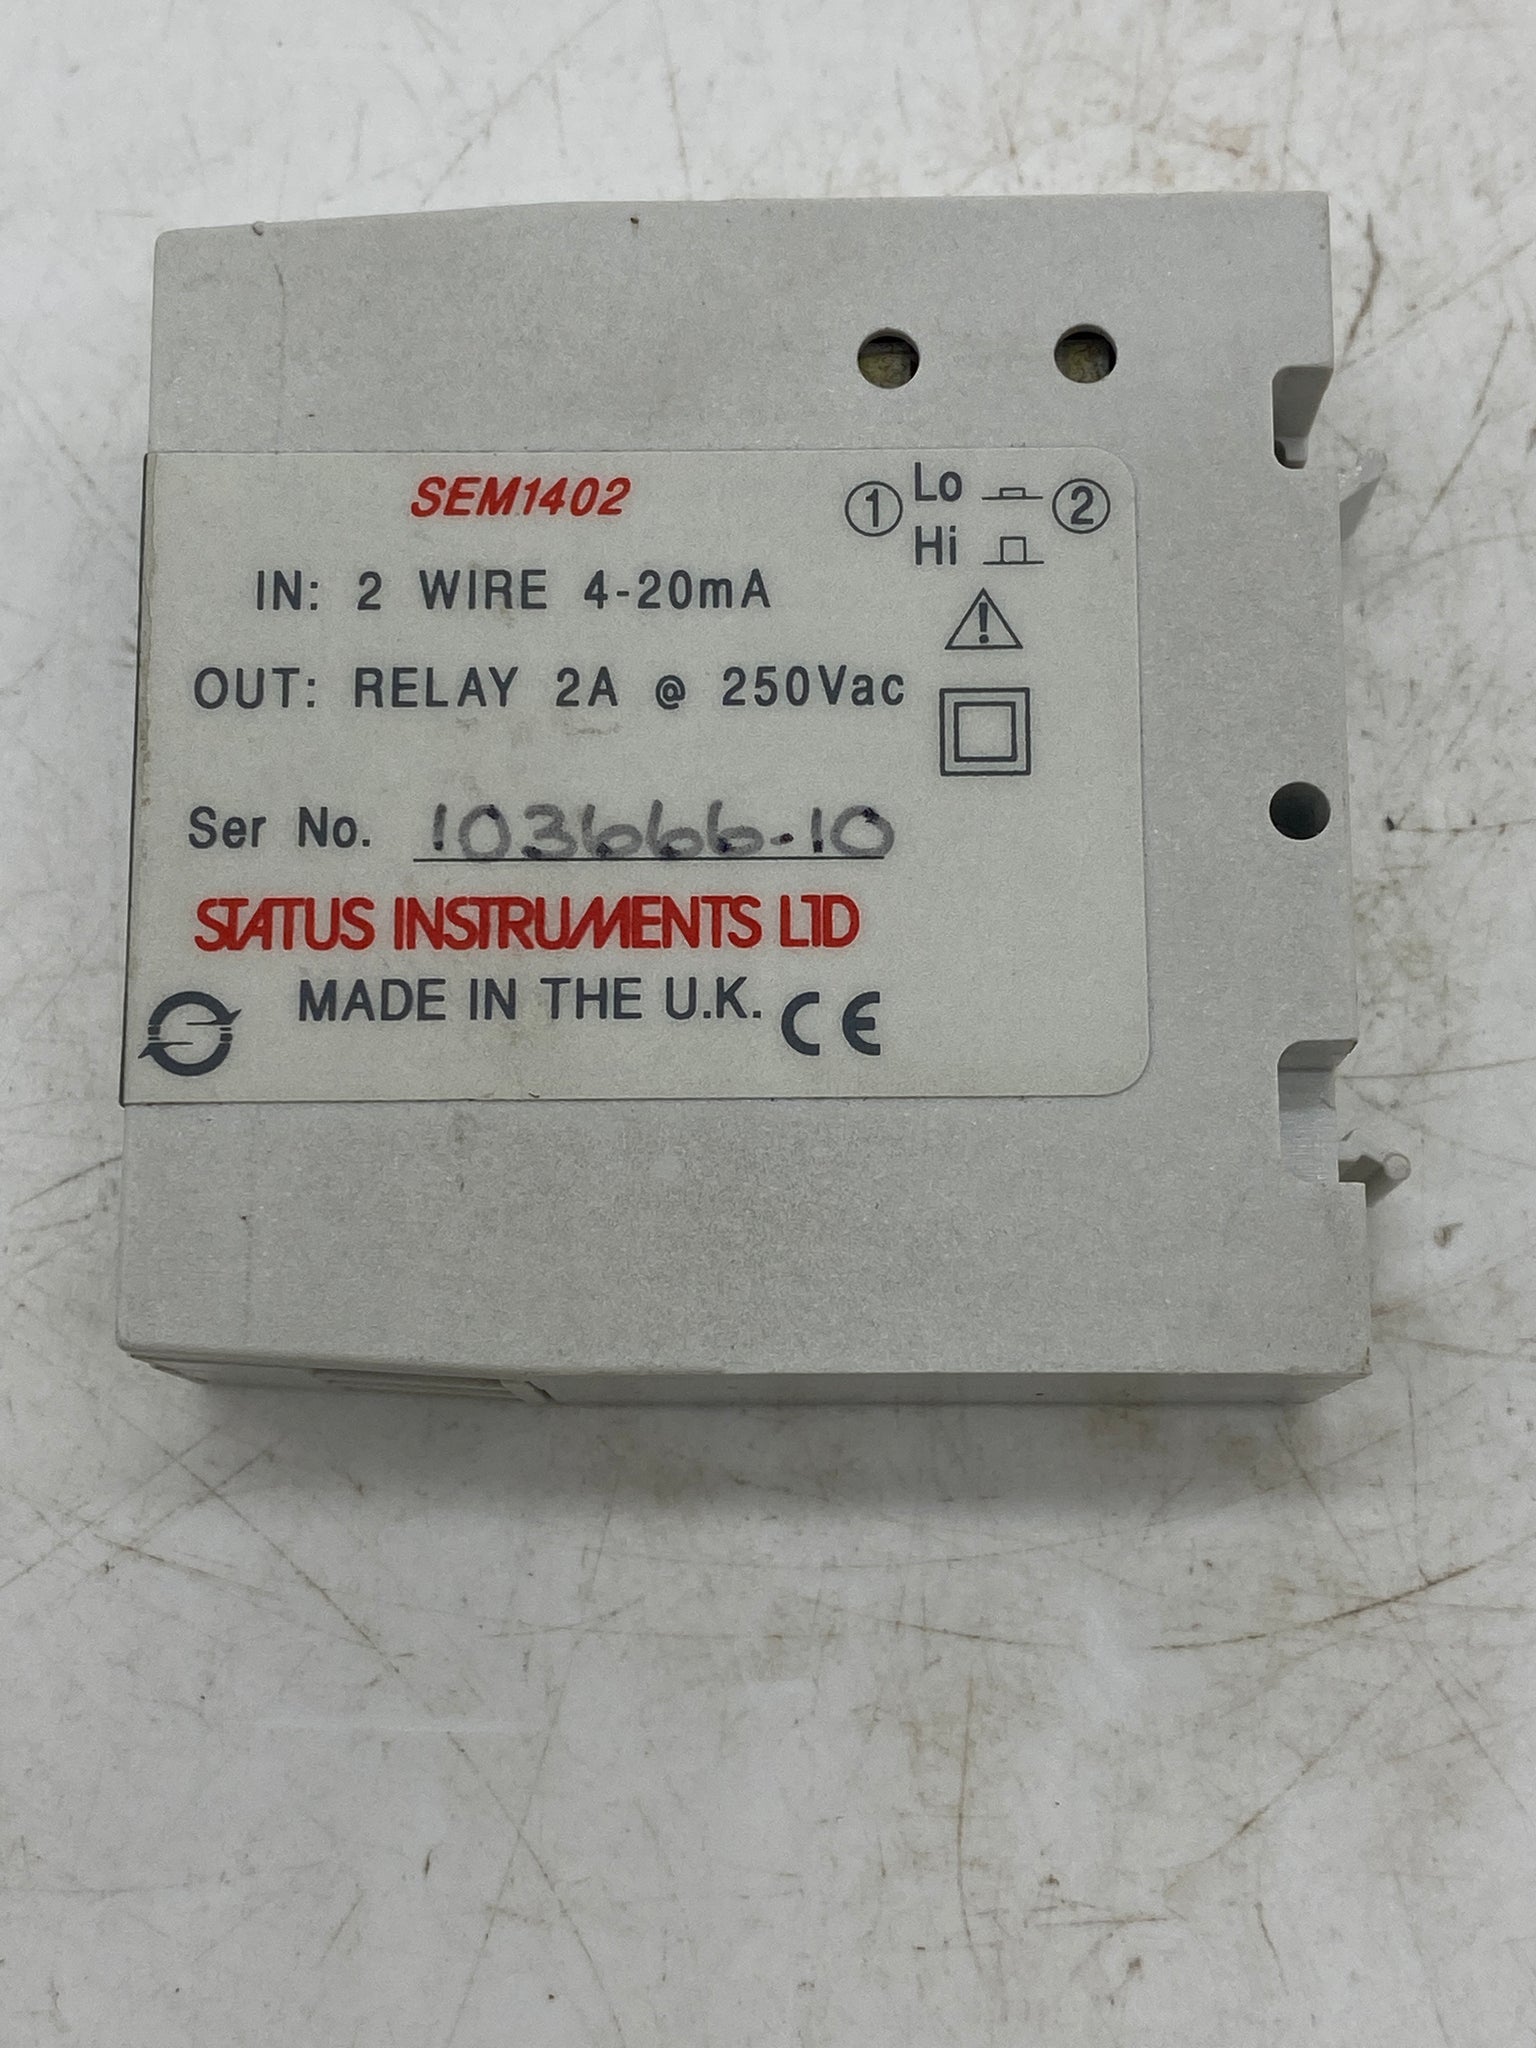 SEM1402
① Lo ②
Hi
IN: 2 WIRE 4-20mA
OUT: RELAY 2A @ 250Vac
Ser No. 103666-10
STATUS INSTRUMENTS LTD
MADE IN THE U.K. CE